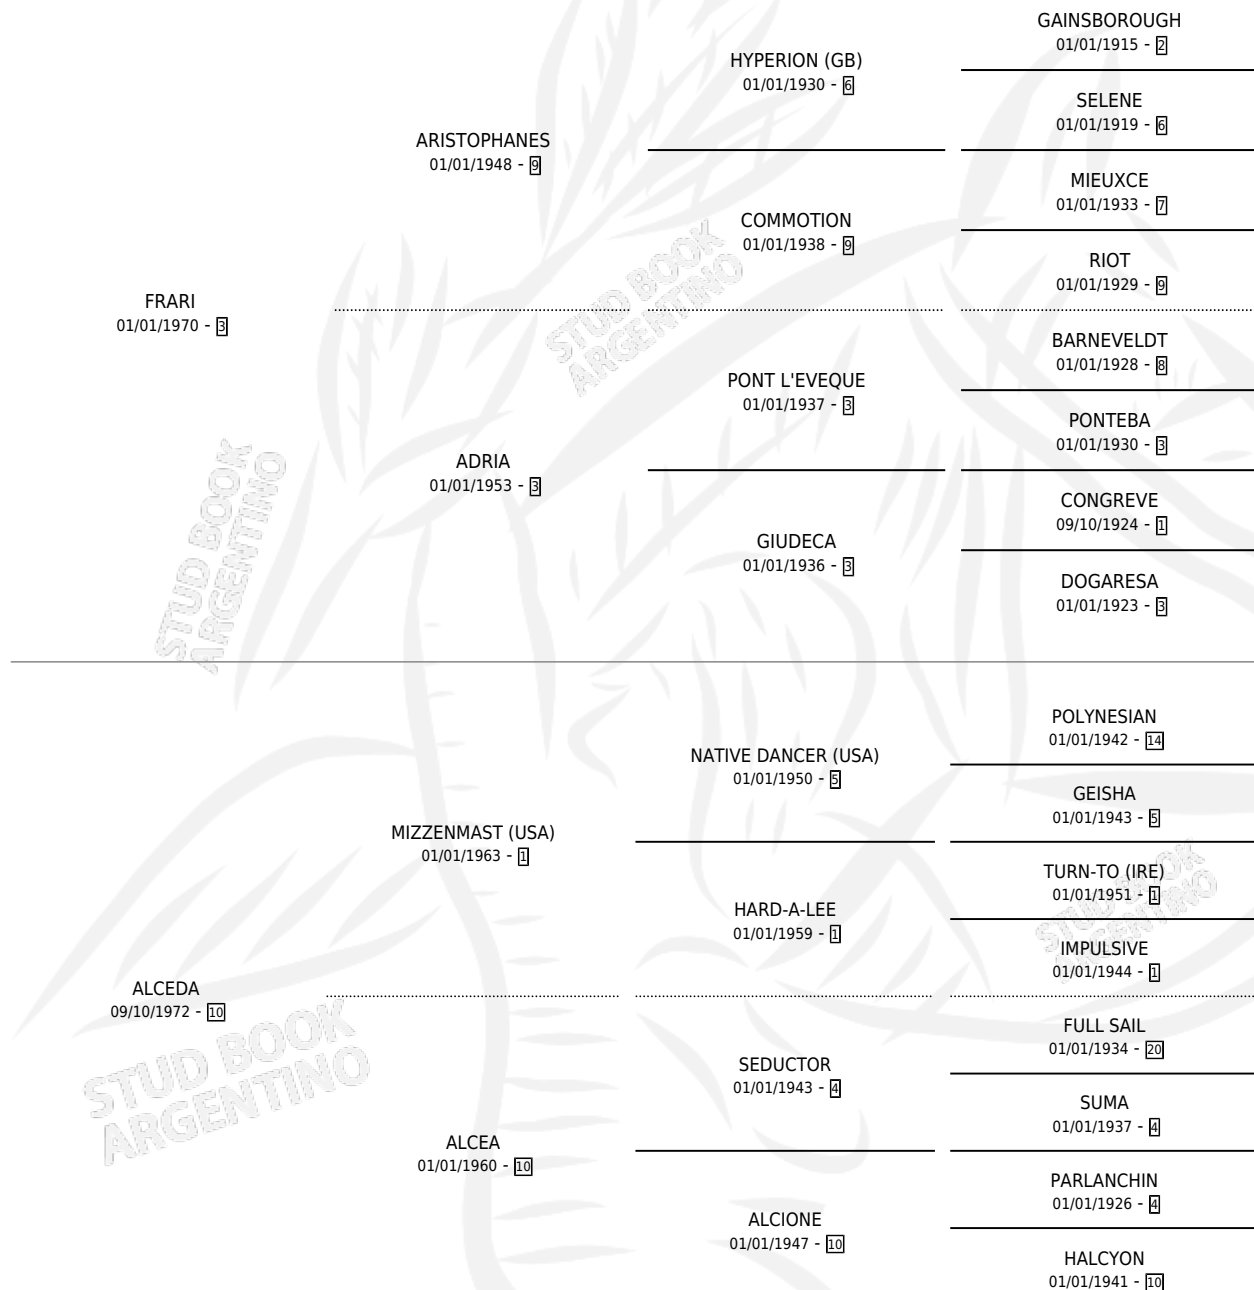 GAINSBOROUGH
01/01/1915 - 2
HYPERION (GB)
01/01/1930 - 6
SELENE
01/01/1919 - 6
ARISTOPHANES
01/01/1948 - 9
MIEUXCE
01/01/1933 - 7
COMMOTION
01/01/1938 - 9
RIOT
01/01/1929 - 9
FRARI
01/01/1970 - 3
BARNEVELDT
01/01/1928 - 8
PONT L'EVEQUE
01/01/1937 - 3
PONTEBA
01/01/1930 - 3
ADRIA
01/01/1953 - 3
CONGREVE
09/10/1924 - 1
GIUDECA
01/01/1936 - 3
DOGARESA
01/01/1923 - 3
STUD BOOK
ARGENTINO
STUD BOOK
ARGENTINO
POLYNESIAN
01/01/1942 - 14
NATIVE DANCER (USA)
01/01/1950 - 5
GEISHA
01/01/1943 - 5
MIZZENMAST (USA)
01/01/1963 - 1
TURN-TO (IRE)
01/01/1951 - 1
HARD-A-LEE
01/01/1959 - 1
IMPULSIVE
01/01/1944 - 1
STUD BOOK
ARGENTINO
ALCEDA
09/10/1972 - 10
FULL SAIL
01/01/1934 - 20
SEDUCTOR
01/01/1943 - 4
SUMA
01/01/1937 - 4
STUD BOOK
ARGENTINO
ALCEA
01/01/1960 - 10
PARLANCHIN
01/01/1926 - 4
ALCIONE
01/01/1947 - 10
HALCYON
01/01/1941 - 10